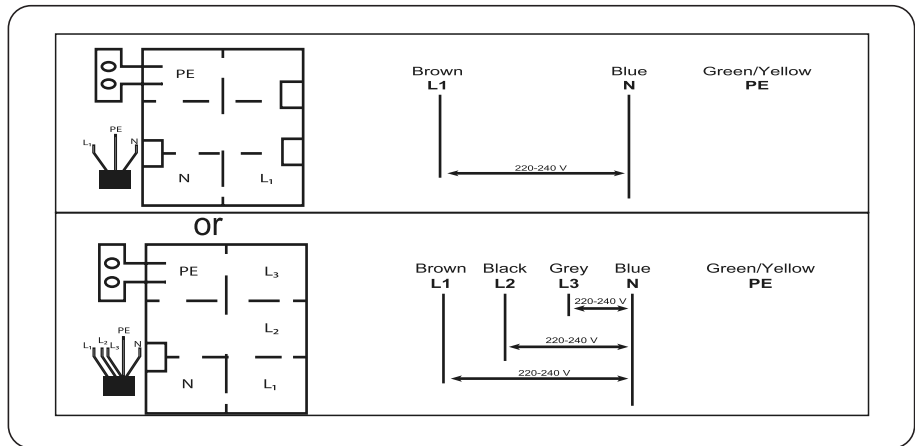 PE
Brown Blue Green/Yellow
L1 N PE
L₁ PE N
220-240 V
N L₁
or
PE L₃
Brown Black Grey Blue Green/Yellow
L1 L2 L3 N PE
220-240 V
L₂
L₁ L₂ L₃ PE N
220-240 V
220-240 V
N L₁